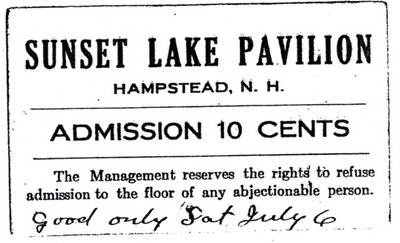 SUNSET LAKE PAVILION
HAMPSTEAD, N. H.
ADMISSION 10 CENTS
The Management reserves the rights to refuse
admission to the floor of any abjectionable person.
Good only Sat July 6